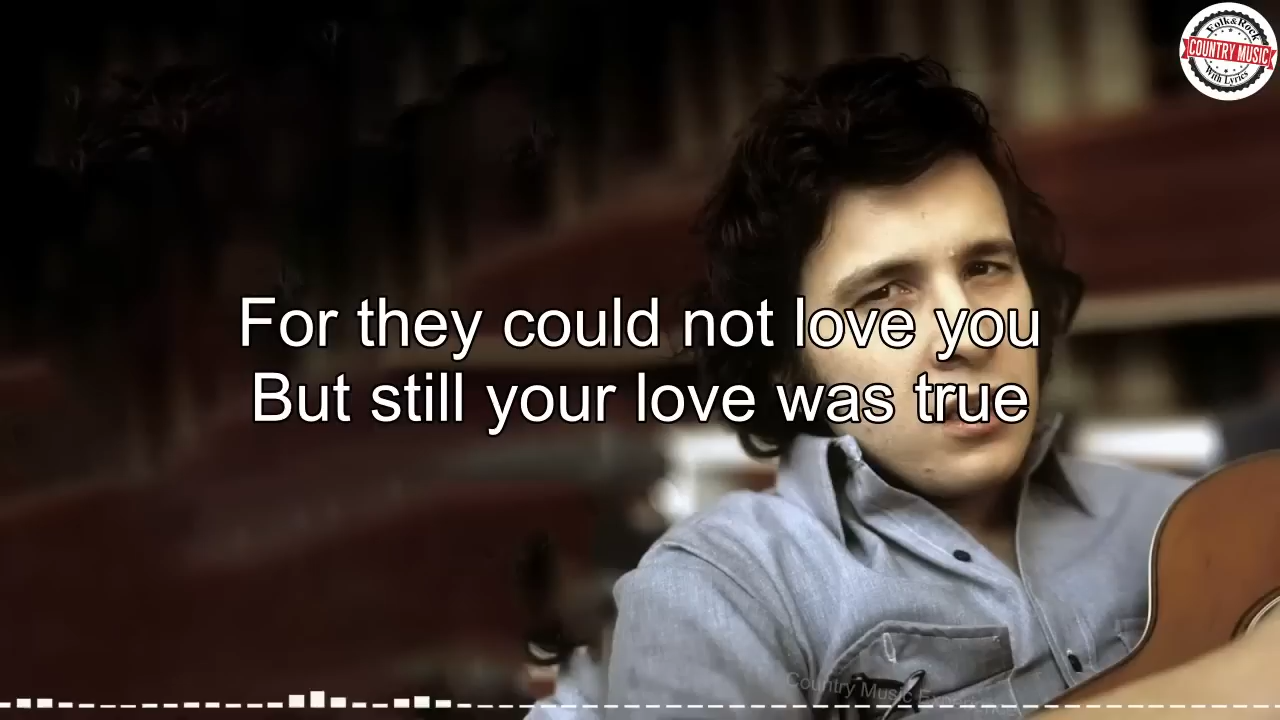 Folk&Rock
COUNTRY MUSIC
With Lyrics
For they could not love you
But still your love was true
Country Music